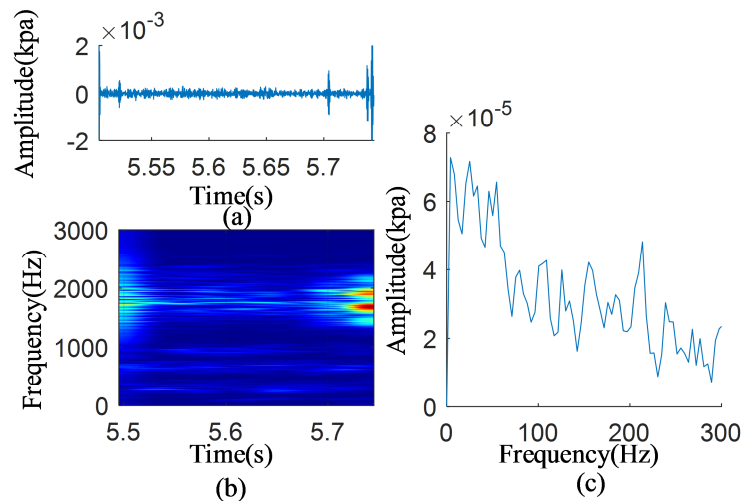 ×10⁻³
Amplitude(kpa)
2
0
-2
5.55 5.6 5.65 5.7
Time(s)
(a)
Frequency(Hz)
3000
2000
1000
0
5.5 5.6 5.7
Time(s)
(b)
×10⁻⁵
Amplitude(kpa)
8
6
4
2
0
0 100 200 300
Frequency(Hz)
(c)